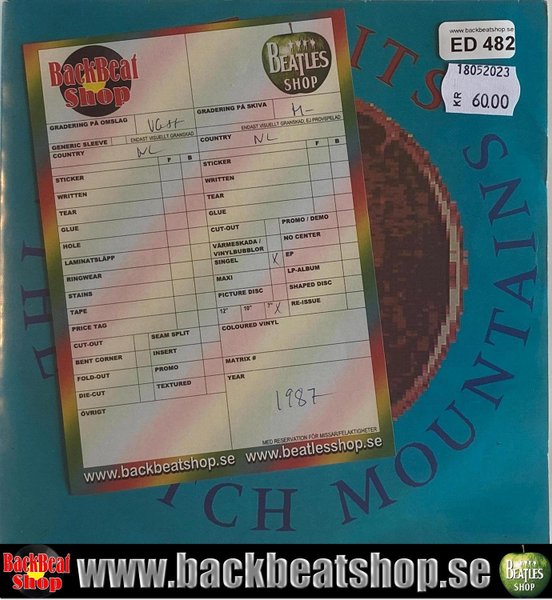 www.backbeatshop.se
ED 482
18052023
KR 60.00
BackBeat
Shop
BEATLES
SHOP
GRADERING PÅ OMSLAG VG++
GRADERING PÅ SKIVA M-
ENDAST VISUELLT GRANSKAD
ENDAST VISUELLT GRANSKAD, EJ PROVSPELAD
GENERIC SLEEVE
COUNTRY NL
COUNTRY NL
F B
F B
STICKER
WRITTEN
TEAR
GLUE
HOLE
LAMINATSLÄPP
RINGWEAR
STAINS
TAPE
PRICE TAG
CUT-OUT
SEAM SPLIT
BENT CORNER
INSERT
FOLD-OUT
PROMO
DIE-CUT
TEXTURED
ÖVRIGT
STICKER
WRITTEN
TEAR
GLUE
CUT-OUT
PROMO / DEMO
VÄRMESKADA /
VINYLBUBBLOR
NO CENTER
SINGEL X
EP
MAXI
LP-ALBUM
PICTURE DISC
SHAPED DISC
12" 10" 7" X
RE-ISSUE
COLOURED VINYL
MATRIX #
YEAR
1987
MED RESERVATION FÖR MISSAR/FELAKTIGHETER
www.backbeatshop.se www.beatlesshop.se
THE
ITS
TCH MOUNTAINS
BackBeat
Shop
www.backbeatshop.se
BEATLES
SHOP